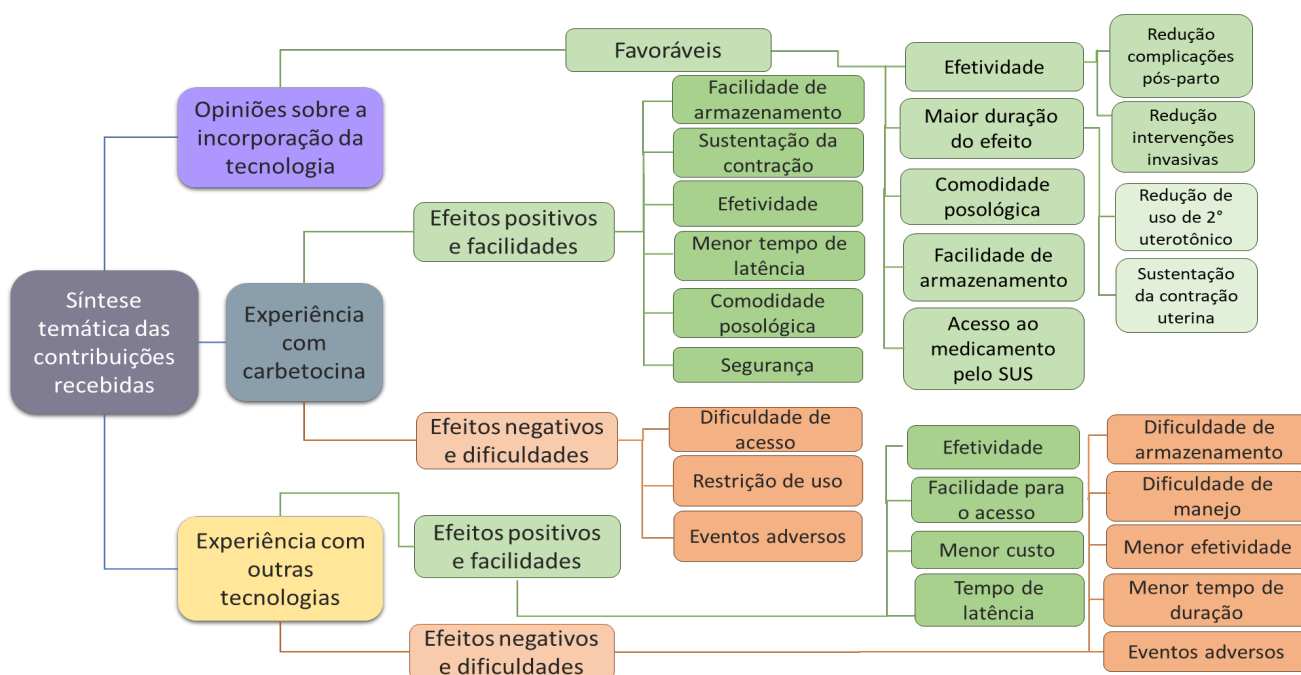 Síntese
temática das
contribuições
recebidas
Opiniões sobre a
incorporação da
tecnologia
Favoráveis
Efetividade
Redução
complicações
pós-parto
Redução
intervenções
invasivas
Maior duração
do efeito
Redução de
uso de 2°
uterotônico
Sustentação
da contração
uterina
Comodidade
posológica
Facilidade de
armazenamento
Acesso ao
medicamento
pelo SUS
Experiência
com
carbetocina
Efeitos positivos
e facilidades
Facilidade de
armazenamento
Sustentação da
contração
Efetividade
Menor tempo de
latência
Comodidade
posológica
Segurança
Efeitos negativos
e dificuldades
Dificuldade de
acesso
Restrição de uso
Eventos adversos
Experiência com
outras
tecnologias
Efeitos positivos
e facilidades
Efetividade
Facilidade para
o acesso
Menor custo
Tempo de
latência
Efeitos negativos
e dificuldades
Dificuldade de
armazenamento
Dificuldade de
manejo
Menor efetividade
Menor tempo de
duração
Eventos adversos